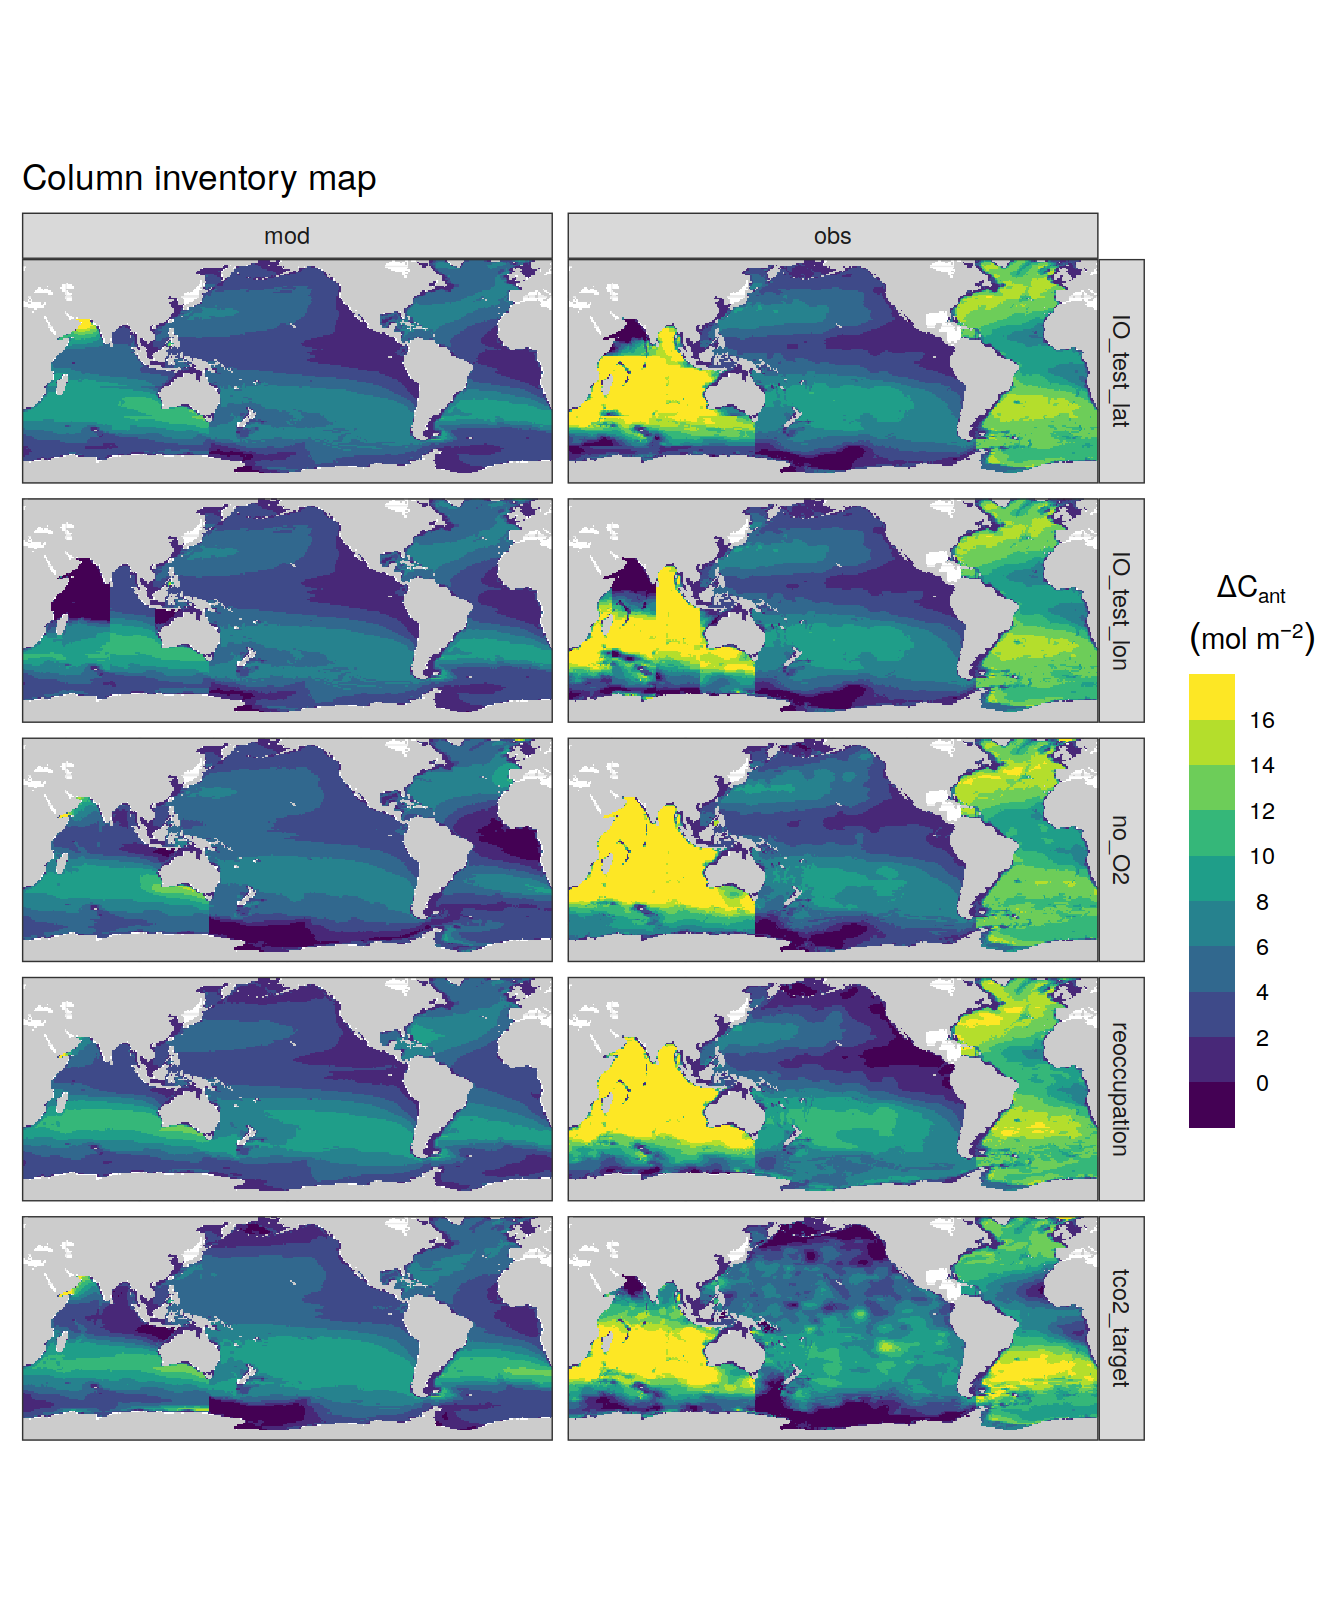 Column inventory map
mod
obs
IO_test_lat
IO_test_lon
no_O2
reoccupation
tco2_target
ΔCant
(mol m−2)
16
14
12
10
8
6
4
2
0